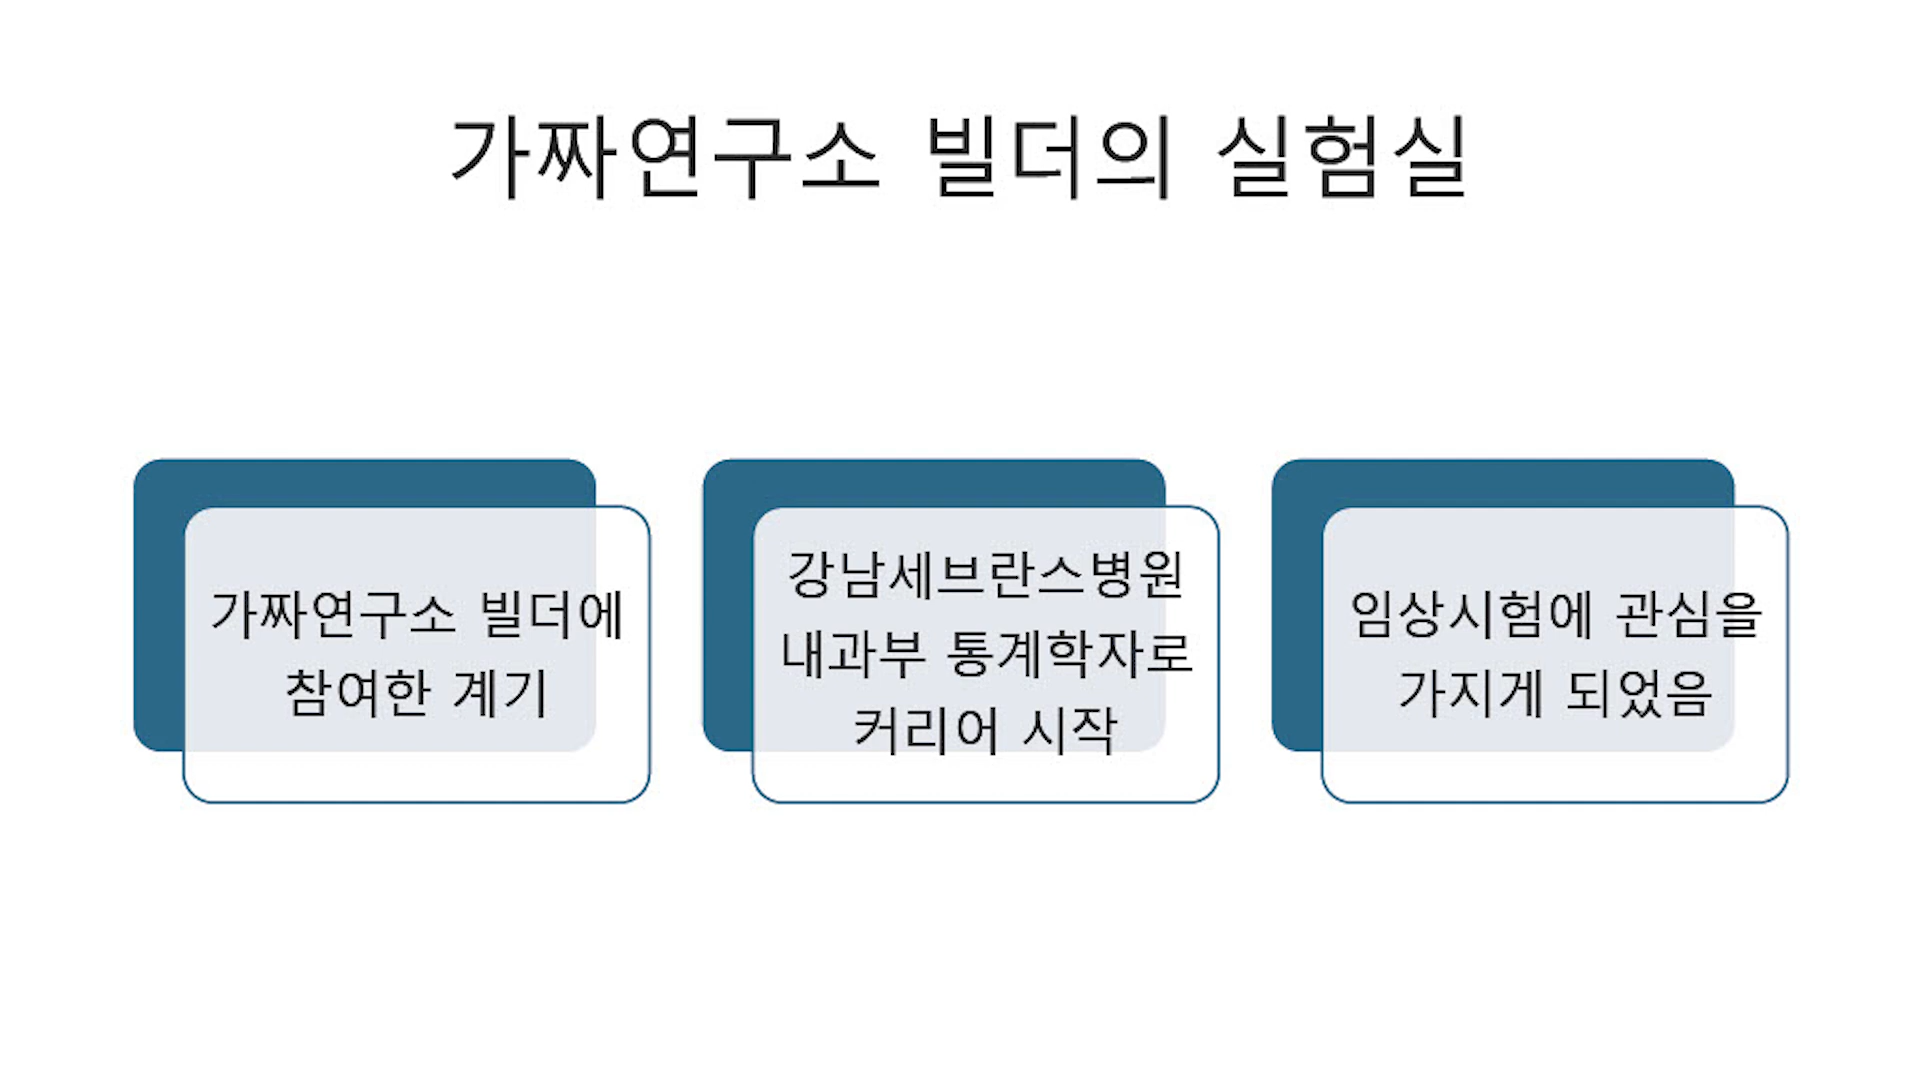 가짜연구소 빌더의 실험실
가짜연구소 빌더에
참여한 계기
강남세브란스병원
내과부 통계학자로
커리어 시작
임상시험에 관심을
가지게 되었음